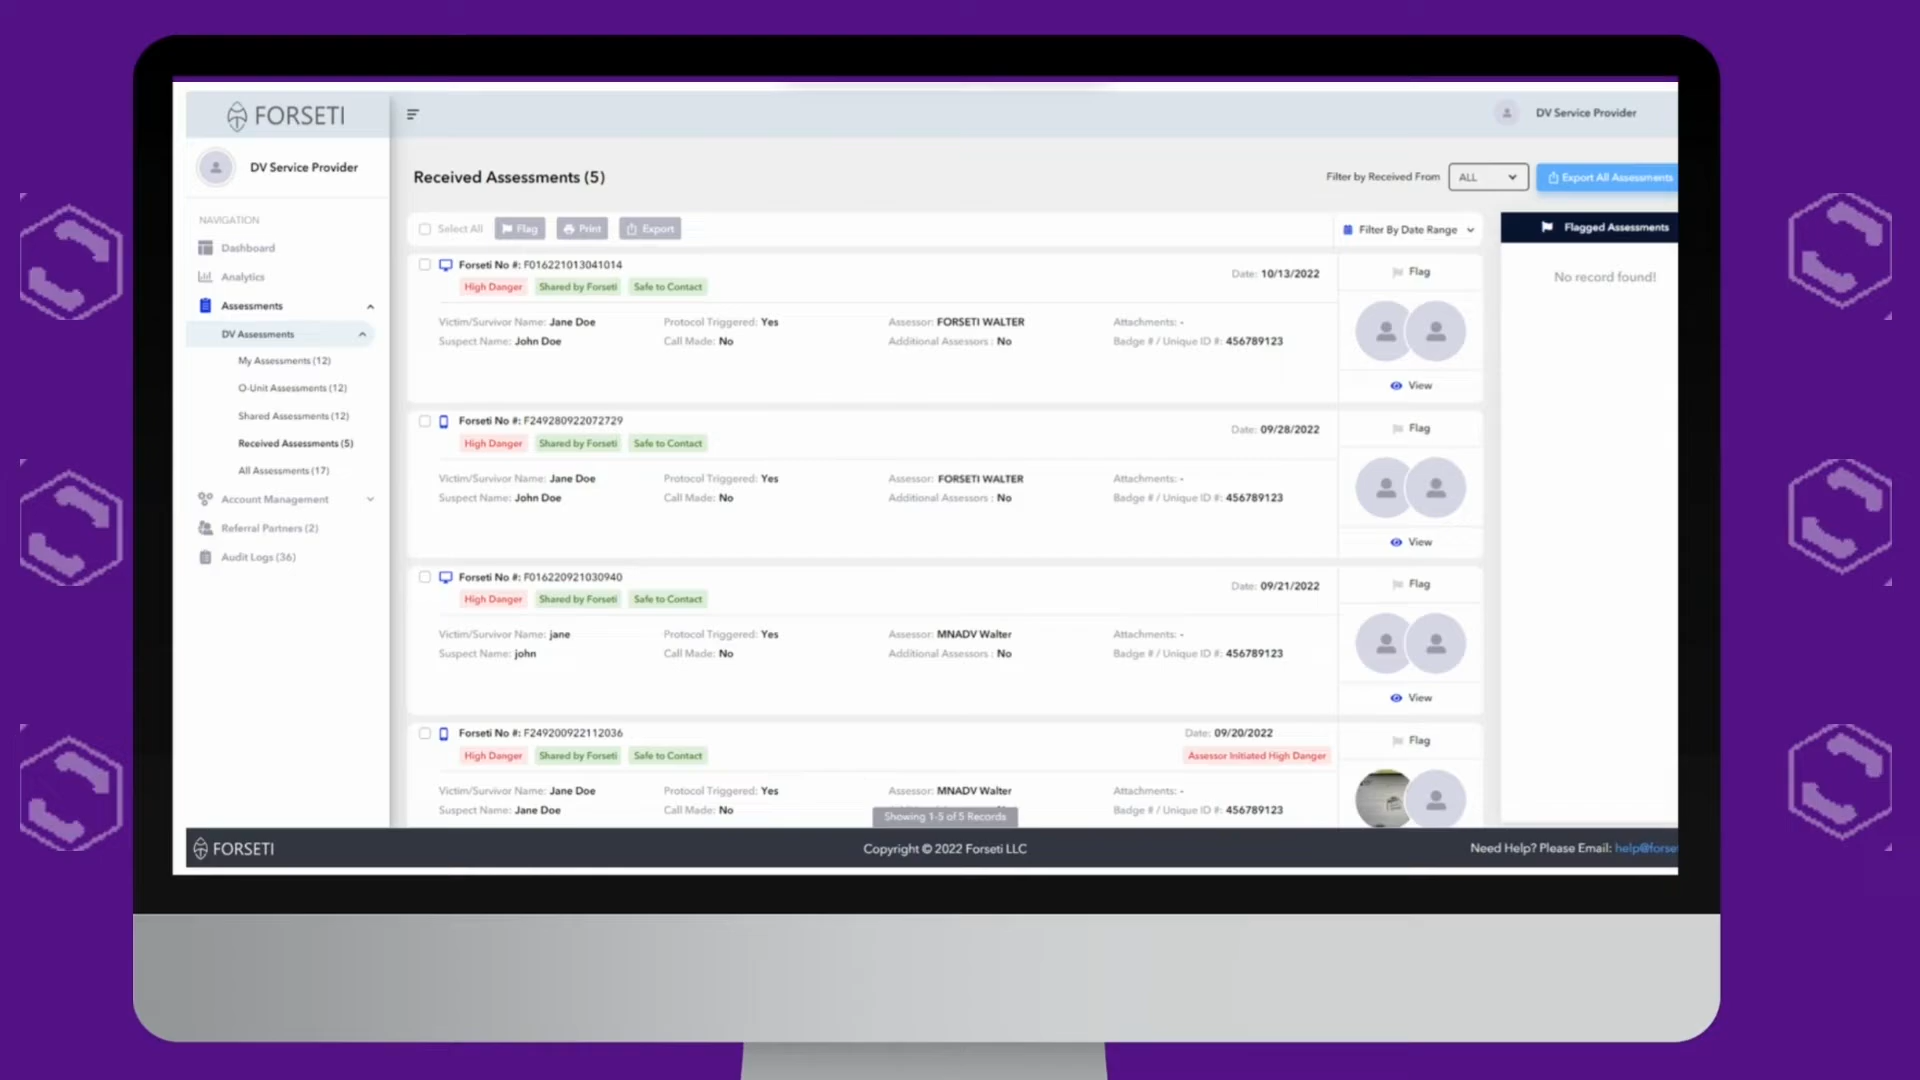 FORSETI
DV Service Provider
DV Service Provider
NAVIGATION
Dashboard
Analytics
Assessments
DV Assessments
My Assessments (12)
O-Unit Assessments (12)
Shared Assessments (12)
Received Assessments (5)
All Assessments (17)
Account Management
Referral Partners (2)
Audit Logs (36)
Received Assessments (5)
Filter by Received From ALL Export All Assessments
Select All Flag Print Export
Filter By Date Range
Flagged Assessments
No record found!
Forseti No #: F016221013041014
High Danger Shared by Forseti Safe to Contact
Date: 10/13/2022
Flag
Victim/Survivor Name: Jane Doe Protocol Triggered: Yes Assessor: FORSETI WALTER Attachments: -
Suspect Name: John Doe Call Made: No Additional Assessors : No Badge # / Unique ID #: 456789123
View
Forseti No #: F249280922072729
High Danger Shared by Forseti Safe to Contact
Date: 09/28/2022
Flag
Victim/Survivor Name: Jane Doe Protocol Triggered: Yes Assessor: FORSETI WALTER Attachments: -
Suspect Name: John Doe Call Made: No Additional Assessors : No Badge # / Unique ID #: 456789123
View
Forseti No #: F016220921030940
High Danger Shared by Forseti Safe to Contact
Date: 09/21/2022
Flag
Victim/Survivor Name: jane Protocol Triggered: Yes Assessor: MNADV Walter Attachments: -
Suspect Name: john Call Made: No Additional Assessors : No Badge # / Unique ID #: 456789123
View
Forseti No #: F249200922112036
High Danger Shared by Forseti Safe to Contact
Date: 09/20/2022
Assessor Initiated High Danger
Flag
Victim/Survivor Name: Jane Doe Protocol Triggered: Yes Assessor: MNADV Walter Attachments: -
Suspect Name: Jane Doe Call Made: No Badge # / Unique ID #: 456789123
Showing 1-5 of 5 Records
FORSETI
Copyright © 2022 Forseti LLC
Need Help? Please Email: help@forse